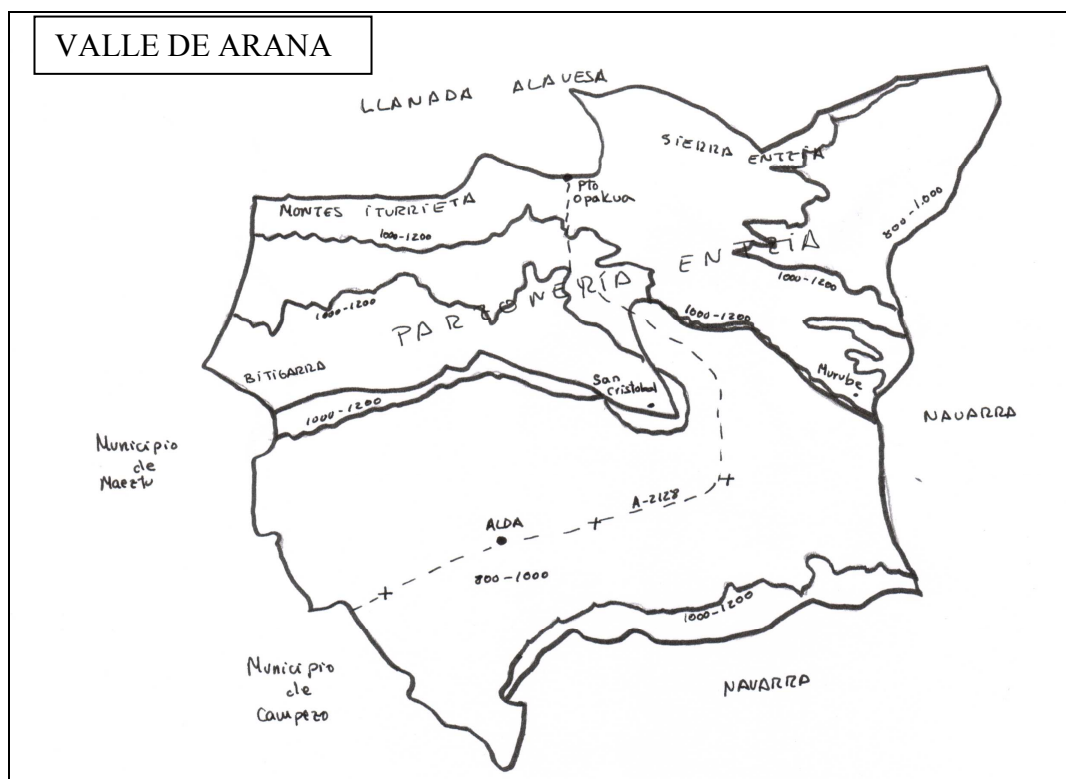 VALLE DE ARANA
LLANADA ALAVESA
SIERRA ENTZIA
Pto
Opakua
MONTES ITURRIETA
1000-1200
800-1.000
ENTZIA
1000-1200
PARZONERÍA
1000-1200
1000-1200
BITIGARRA
San
Cristobal
Murube
1000-1200
NAVARRA
Municipio
de
Maeztu
A-2128
ALDA
800-1000
1000-1200
Municipio
de
Campezo
NAVARRA